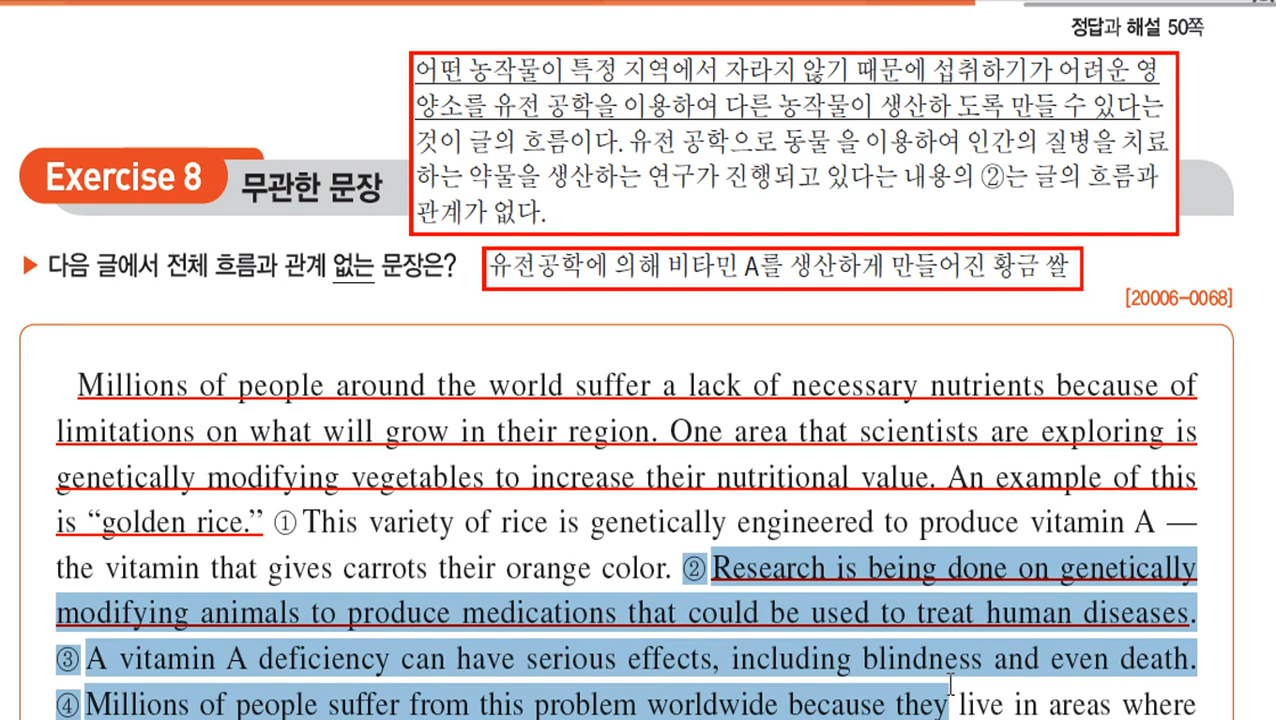 정답과 해설 50쪽
어떤 농작물이 특정 지역에서 자라지 않기 때문에 섭취하기가 어려운 영
양소를 유전 공학을 이용하여 다른 농작물이 생산하 도록 만들 수 있다는
것이 글의 흐름이다. 유전 공학으로 동물 을 이용하여 인간의 질병을 치료
하는 약물을 생산하는 연구가 진행되고 있다는 내용의 ②는 글의 흐름과
관계가 없다.
Exercise 8 무관한 문장
▶ 다음 글에서 전체 흐름과 관계 없는 문장은? 유전공학에 의해 비타민 A를 생산하게 만들어진 황금 쌀
[20006-0068]
Millions of people around the world suffer a lack of necessary nutrients because of
limitations on what will grow in their region. One area that scientists are exploring is
genetically modifying vegetables to increase their nutritional value. An example of this
is “golden rice.” ① This variety of rice is genetically engineered to produce vitamin A —
the vitamin that gives carrots their orange color. ② Research is being done on genetically
modifying animals to produce medications that could be used to treat human diseases.
③ A vitamin A deficiency can have serious effects, including blindness and even death.
④ Millions of people suffer from this problem worldwide because they live in areas where